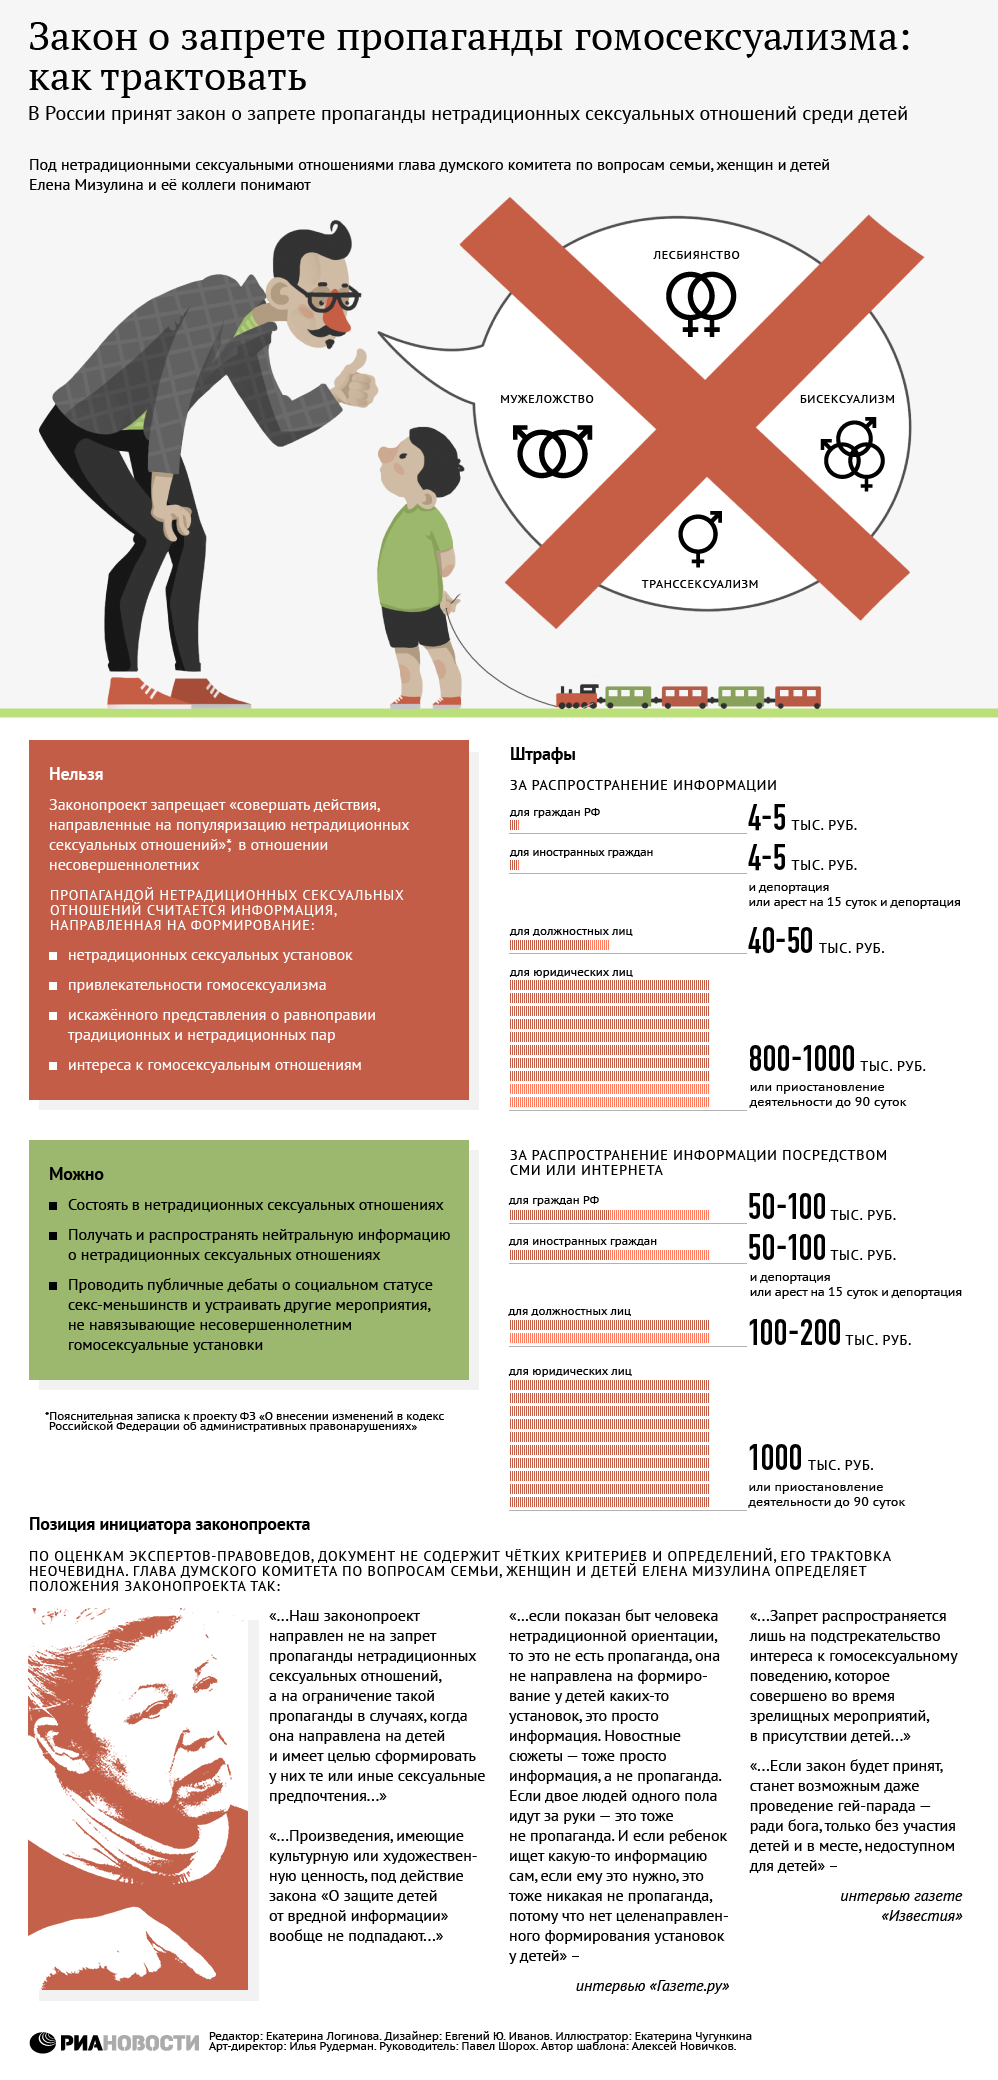 Закон о запрете пропаганды гомосексуализма:
как трактовать
В России принят закон о запрете пропаганды нетрадиционных сексуальных отношений среди детей
Под нетрадиционными сексуальными отношениями глава думского комитета по вопросам семьи, женщин и детей
Елена Мизулина и её коллеги понимают
ЛЕСБИЯНСТВО
МУЖЕЛОЖСТВО
БИСЕКСУАЛИЗМ
ТРАНССЕКСУАЛИЗМ
Нельзя
Законопроект запрещает «совершать действия,
направленные на популяризацию нетрадиционных
сексуальных отношений»*, в отношении
несовершеннолетних
ПРОПАГАНДОЙ НЕТРАДИЦИОННЫХ СЕКСУАЛЬНЫХ
ОТНОШЕНИЙ СЧИТАЕТСЯ ИНФОРМАЦИЯ,
НАПРАВЛЕННАЯ НА ФОРМИРОВАНИЕ:
нетрадиционных сексуальных установок
привлекательности гомосексуализма
искажённого представления о равноправии
традиционных и нетрадиционных пар
интереса к гомосексуальным отношениям
Можно
Состоять в нетрадиционных сексуальных отношениях
Получать и распространять нейтральную информацию
о нетрадиционных сексуальных отношениях
Проводить публичные дебаты о социальном статусе
секс-меньшинств и устраивать другие мероприятия,
не навязывающие несовершеннолетним
гомосексуальные установки
*Пояснительная записка к проекту ФЗ «О внесении изменений в кодекс
Российской Федерации об административных правонарушениях»
Штрафы
ЗА РАСПРОСТРАНЕНИЕ ИНФОРМАЦИИ
для граждан РФ
4-5 ТЫС. РУБ.
для иностранных граждан
4-5 ТЫС. РУБ.
и депортация
или арест на 15 суток и депортация
для должностных лиц
40-50 ТЫС. РУБ.
для юридических лиц
800-1000 ТЫС. РУБ.
или приостановление
деятельности до 90 суток
ЗА РАСПРОСТРАНЕНИЕ ИНФОРМАЦИИ ПОСРЕДСТВОМ
СМИ ИЛИ ИНТЕРНЕТА
для граждан РФ
50-100 ТЫС. РУБ.
для иностранных граждан
50-100 ТЫС. РУБ.
и депортация
или арест на 15 суток и депортация
для должностных лиц
100-200 ТЫС. РУБ.
для юридических лиц
1000 ТЫС. РУБ.
или приостановление
деятельности до 90 суток
Позиция инициатора законопроекта
ПО ОЦЕНКАМ ЭКСПЕРТОВ-ПРАВОВЕДОВ, ДОКУМЕНТ НЕ СОДЕРЖИТ ЧЁТКИХ КРИТЕРИЕВ И ОПРЕДЕЛЕНИЙ, ЕГО ТРАКТОВКА
НЕОЧЕВИДНА. ГЛАВА ДУМСКОГО КОМИТЕТА ПО ВОПРОСАМ СЕМЬИ, ЖЕНЩИН И ДЕТЕЙ ЕЛЕНА МИЗУЛИНА ОПРЕДЕЛЯЕТ
ПОЛОЖЕНИЯ ЗАКОНОПРОЕКТА ТАК:
«…Наш законопроект
направлен не на запрет
пропаганды нетрадиционных
сексуальных отношений,
а на ограничение такой
пропаганды в случаях, когда
она направлена на детей
и имеет целью сформировать
у них те или иные сексуальные
предпочтения…»
«…Произведения, имеющие
культурную или художествен-
ную ценность, под действие
закона «О защите детей
от вредной информации»
вообще не подпадают…»
«…если показан быт человека
нетрадиционной ориентации,
то это не есть пропаганда, она
не направлена на формиро-
вание у детей каких-то
установок, это просто
информация. Новостные
сюжеты — тоже просто
информация, а не пропаганда.
Если двое людей одного пола
идут за руки — это тоже
не пропаганда. И если ребенок
ищет какую-то информацию
сам, если ему это нужно, это
тоже никакая не пропаганда,
потому что нет целенаправлен-
ного формирования установок
у детей» –
интервью «Газете.ру»
«…Запрет распространяется
лишь на подстрекательство
интереса к гомосексуальному
поведению, которое
совершено во время
зрелищных мероприятий,
в присутствии детей…»
«…Если закон будет принят,
станет возможным даже
проведение гей-парада —
ради бога, только без участия
детей и в месте, недоступном
для детей» –
интервью газете
«Известия»
РИАНОВОСТИ
Редактор: Екатерина Логинова. Дизайнер: Евгений Ю. Иванов. Иллюстратор: Екатерина Чугункина
Арт-директор: Илья Рудерман. Руководитель: Павел Шорох. Автор шаблона: Алексей Новичков.